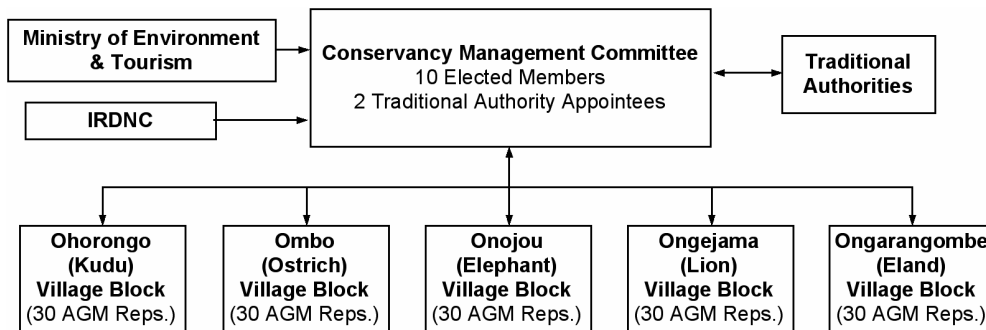 Ministry of Environment
& Tourism
IRDNC
Conservancy Management Committee
10 Elected Members
2 Traditional Authority Appointees
Traditional
Authorities
Ohorongo
(Kudu)
Village Block
(30 AGM Reps.)
Ombo
(Ostrich)
Village Block
(30 AGM Reps.)
Onojou
(Elephant)
Village Block
(30 AGM Reps.)
Ongejama
(Lion)
Village Block
(30 AGM Reps.)
Ongarangombe
(Eland)
Village Block
(30 AGM Reps.)